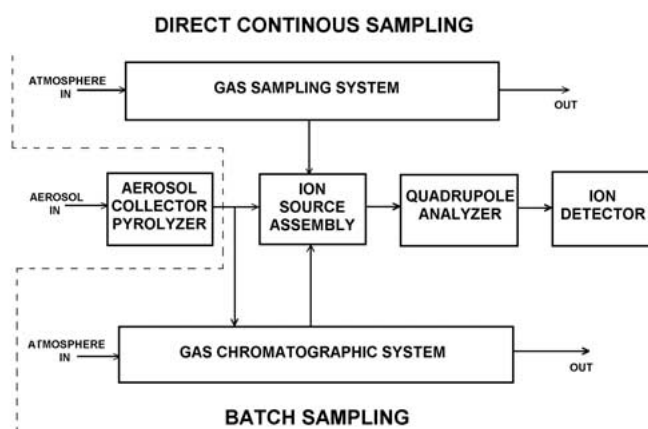 DIRECT CONTINOUS SAMPLING
ATMOSPHERE
IN
GAS SAMPLING SYSTEM
OUT
AEROSOL
IN
AEROSOL
COLLECTOR
PYROLYZER
ION
SOURCE
ASSEMBLY
QUADRUPOLE
ANALYZER
ION
DETECTOR
ATMOSPHERE
IN
GAS CHROMATOGRAPHIC SYSTEM
OUT
BATCH SAMPLING